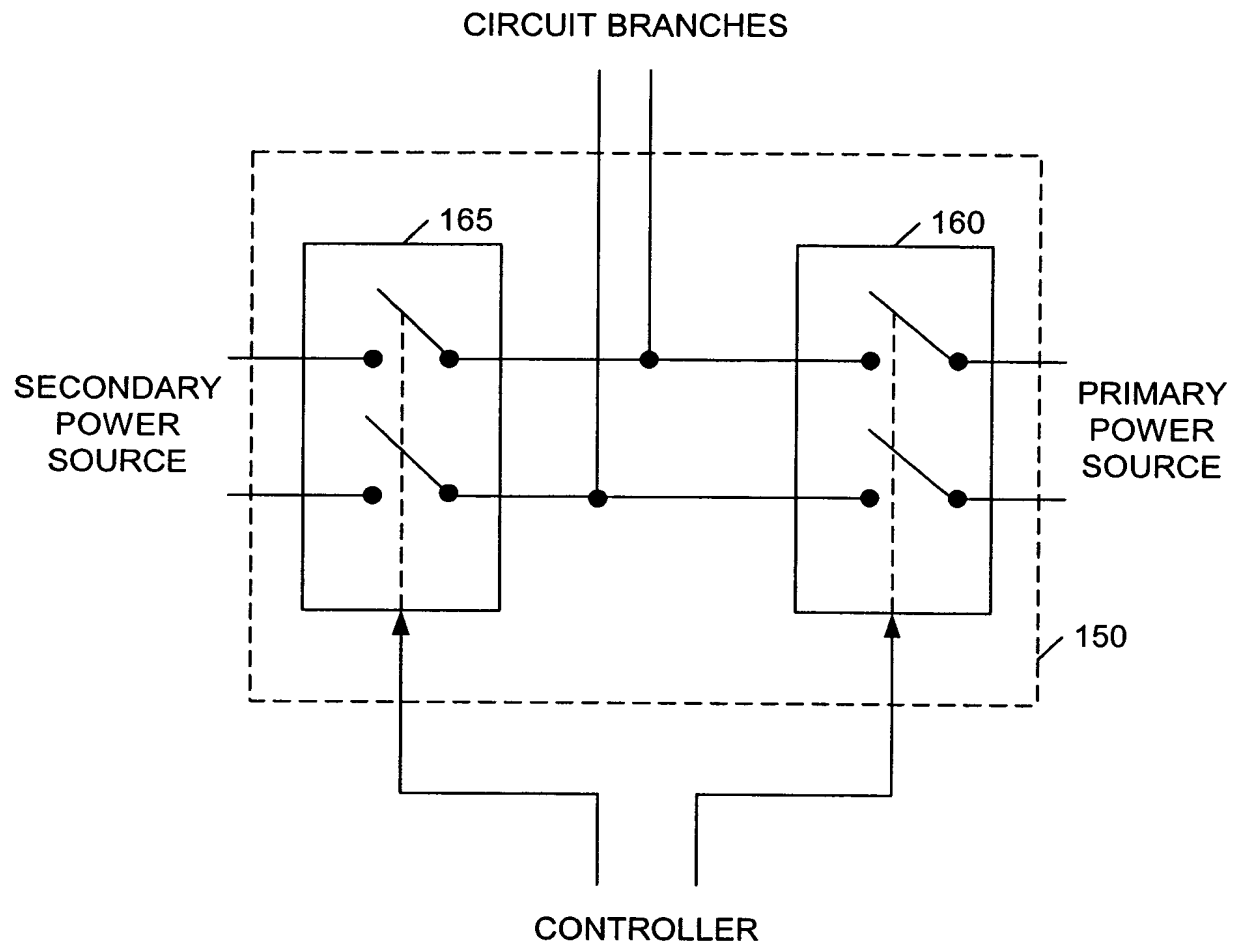 CIRCUIT BRANCHES
165
160
SECONDARY
POWER
SOURCE
PRIMARY
POWER
SOURCE
150
CONTROLLER